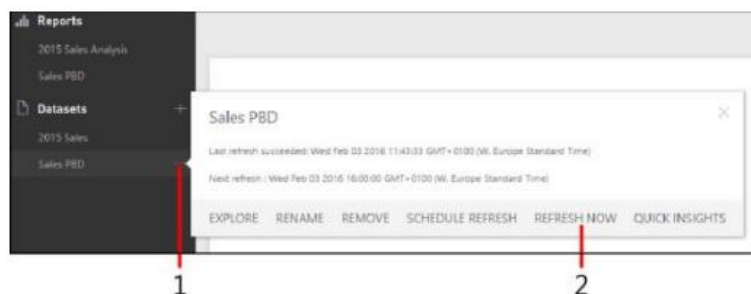 Reports
2015 Sales Analysis
Sales PBD
Datasets +
2015 Sales
Sales PBD
Sales PBD
Last refresh succeeded: Wed Feb 03 2016 11:43:33 GMT+0100 (W. Europe Standard Time)
Next refresh : Wed Feb 03 2016 16:00:00 GMT+0100 (W. Europe Standard Time)
EXPLORE RENAME REMOVE SCHEDULE REFRESH REFRESH NOW QUICK INSIGHTS
1 2